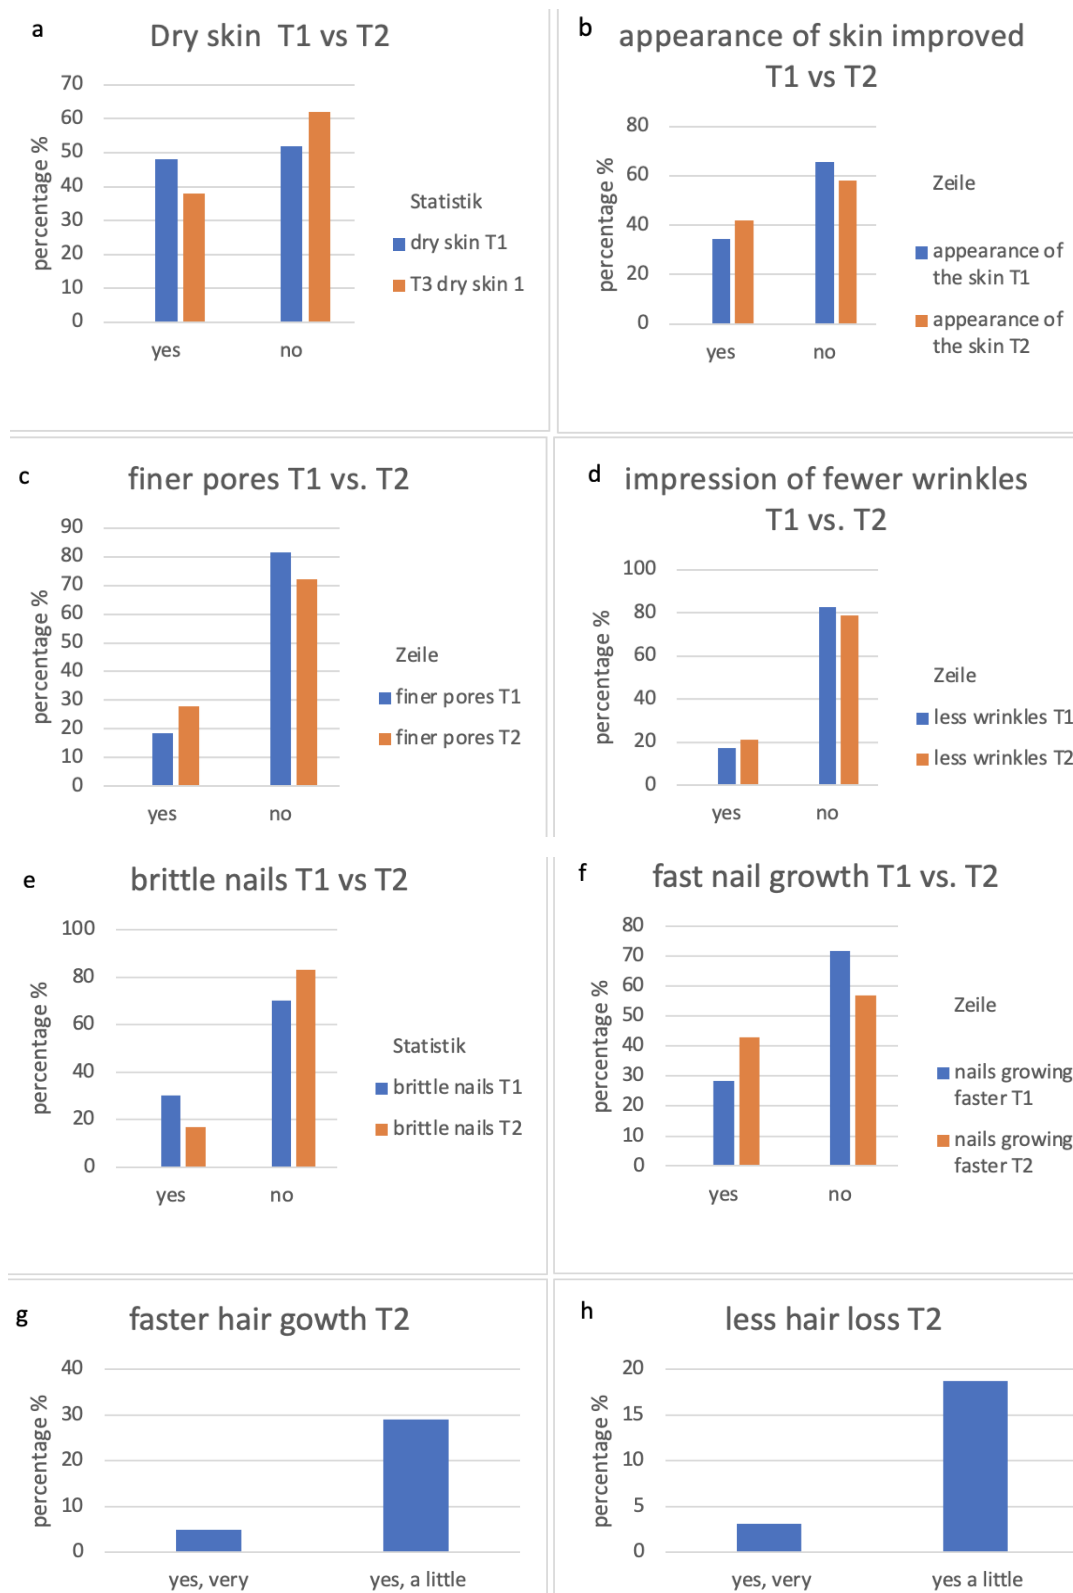 a
Dry skin  T1 vs T2
70
60
50
40
30
20
10
0
percentage %
yes
no
Statistik
dry skin T1
T3 dry skin 1
b
appearance of skin improved
T1 vs T2
80
60
40
20
0
percentage %
yes
no
Zeile
appearance of
the skin T1
appearance of
the skin T2
c
finer pores T1 vs. T2
90
80
70
60
50
40
30
20
10
0
percentage %
yes
no
Zeile
finer pores T1
finer pores T2
d
impression of fewer wrinkles
T1 vs. T2
100
80
60
40
20
0
percentage %
yes
no
Zeile
less wrinkles T1
less wrinkles T2
e
brittle nails T1 vs T2
100
80
60
40
20
0
percentage %
yes
no
Statistik
brittle nails T1
brittle nails T2
f
fast nail growth T1 vs. T2
80
70
60
50
40
30
20
10
0
percentage %
yes
no
Zeile
nails growing
faster T1
nails growing
faster T2
g
faster hair gowth T2
40
30
20
10
0
percentage %
yes, very
yes, a little
h
less hair loss T2
20
15
10
5
0
percentage %
yes, very
yes a little